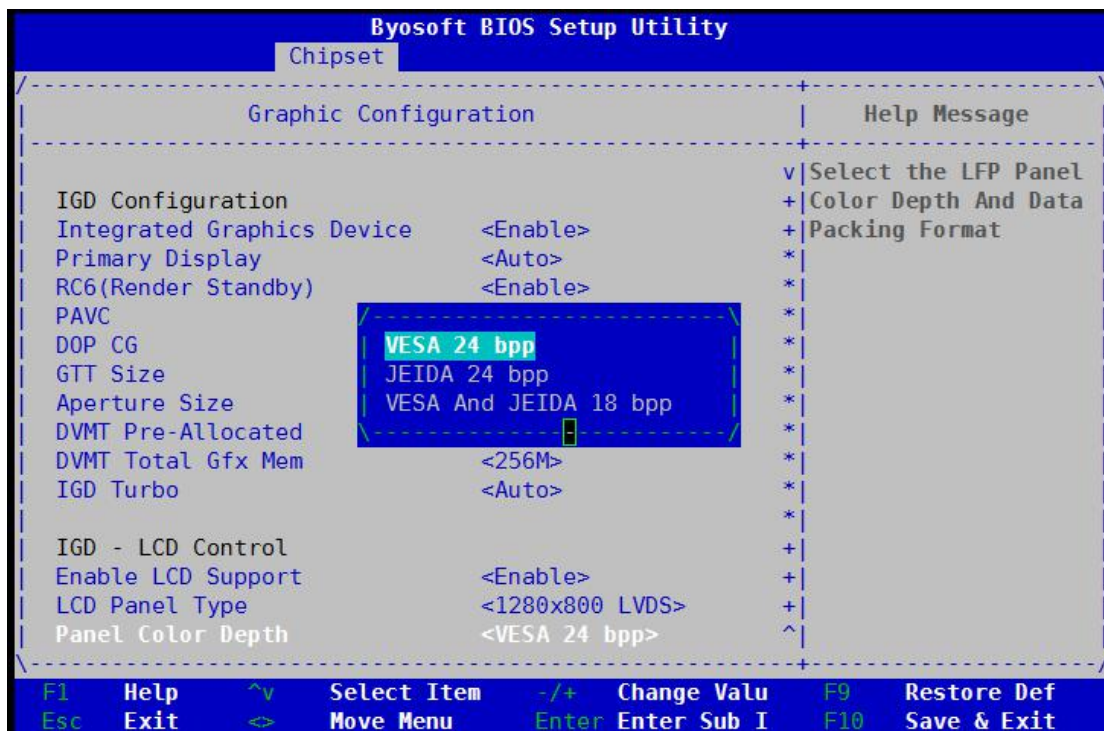 Byosoft BIOS Setup Utility
Chipset
Graphic Configuration
Help Message
IGD Configuration
Integrated Graphics Device <Enable>
Primary Display <Auto>
RC6(Render Standby) <Enable>
PAVC
DOP CG
GTT Size
Aperture Size
DVMT Pre-Allocated
DVMT Total Gfx Mem <256M>
IGD Turbo <Auto>
IGD - LCD Control
Enable LCD Support <Enable>
LCD Panel Type <1280x800 LVDS>
Panel Color Depth <VESA 24 bpp>
VESA 24 bpp
JEIDA 24 bpp
VESA And JEIDA 18 bpp
Select the LFP Panel
Color Depth And Data
Packing Format
F1 Help ^v Select Item -/+ Change Valu F9 Restore Def
Esc Exit <> Move Menu Enter Enter Sub I F10 Save & Exit